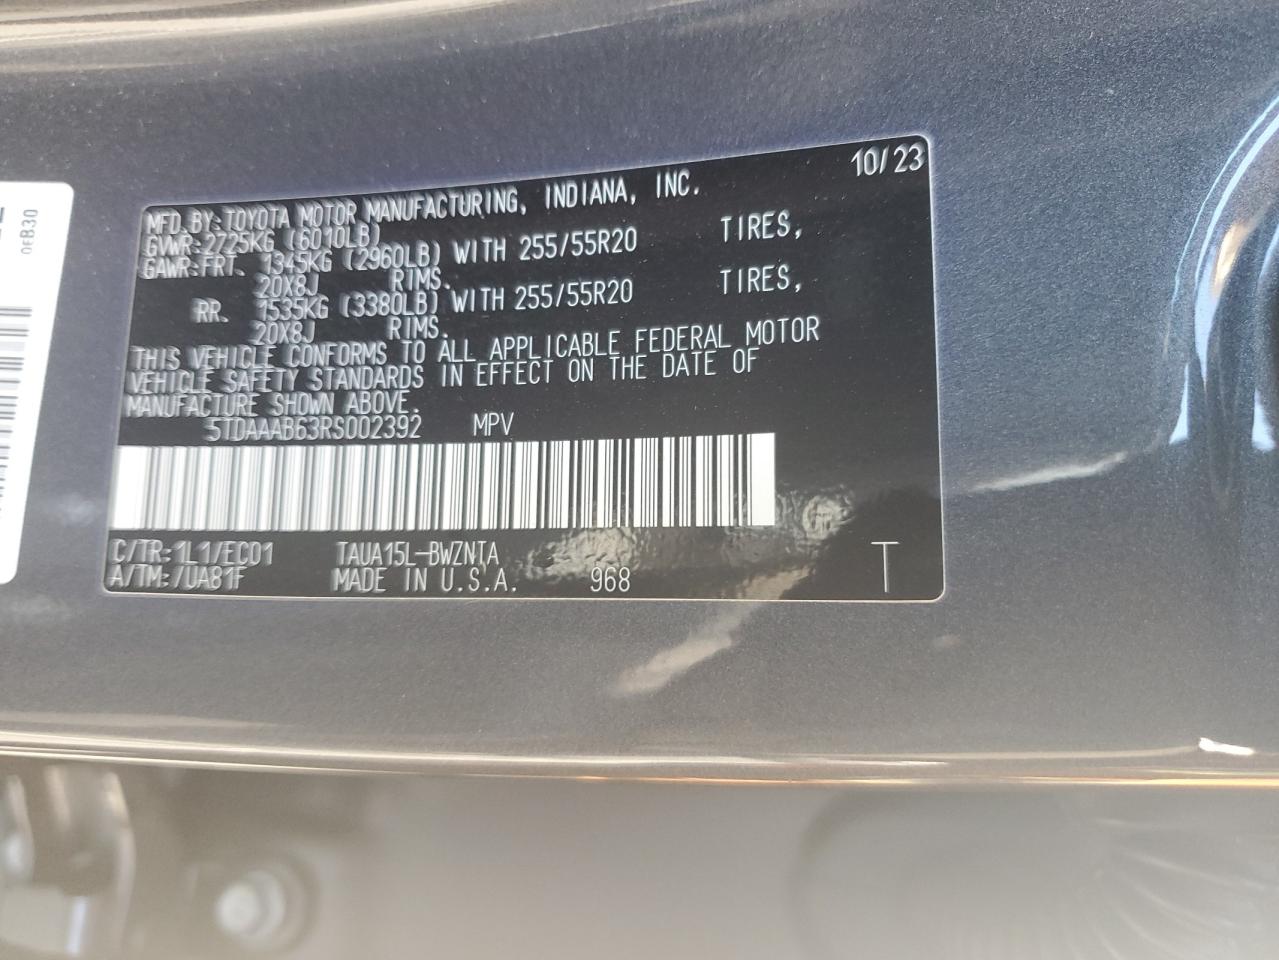 10/23
MFD. BY: TOYOTA MOTOR MANUFACTURING, INDIANA, INC.
GVWR: 2725KG (6010LB)
GAWR: FRT. 1345KG (2960LB) WITH 255/55R20 TIRES,
20X8J RIMS.
RR. 1535KG (3380LB) WITH 255/55R20 TIRES,
20X8J RIMS.
THIS VEHICLE CONFORMS TO ALL APPLICABLE FEDERAL MOTOR
VEHICLE SAFETY STANDARDS IN EFFECT ON THE DATE OF
MANUFACTURE SHOWN ABOVE.
5TDAAAB63RS002392 MPV
C/TR: 1L1/EC01 TAUA15L-BWZNTA
A/TM: /UA81F MADE IN U.S.A. 968
T